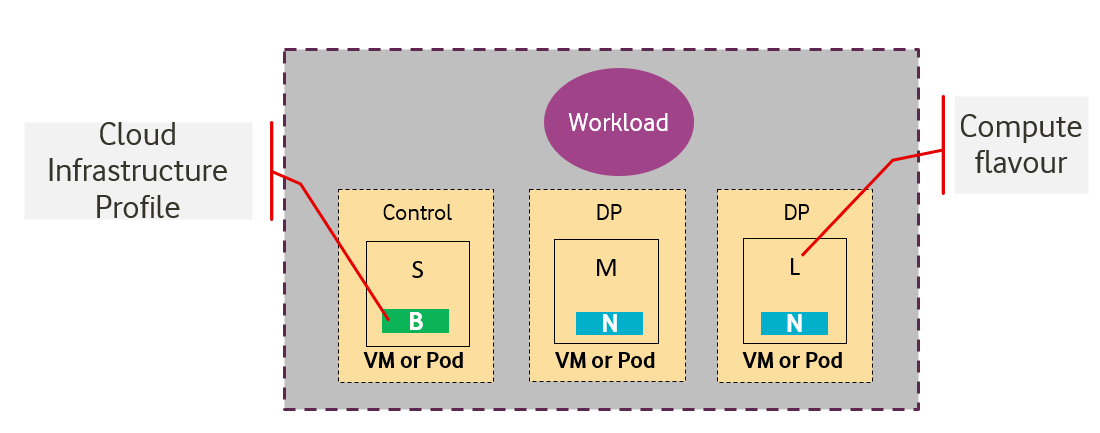 Workload
Cloud
Infrastructure
Profile
Compute
flavour
Control
S
B
VM or Pod
DP
M
N
VM or Pod
DP
L
N
VM or Pod